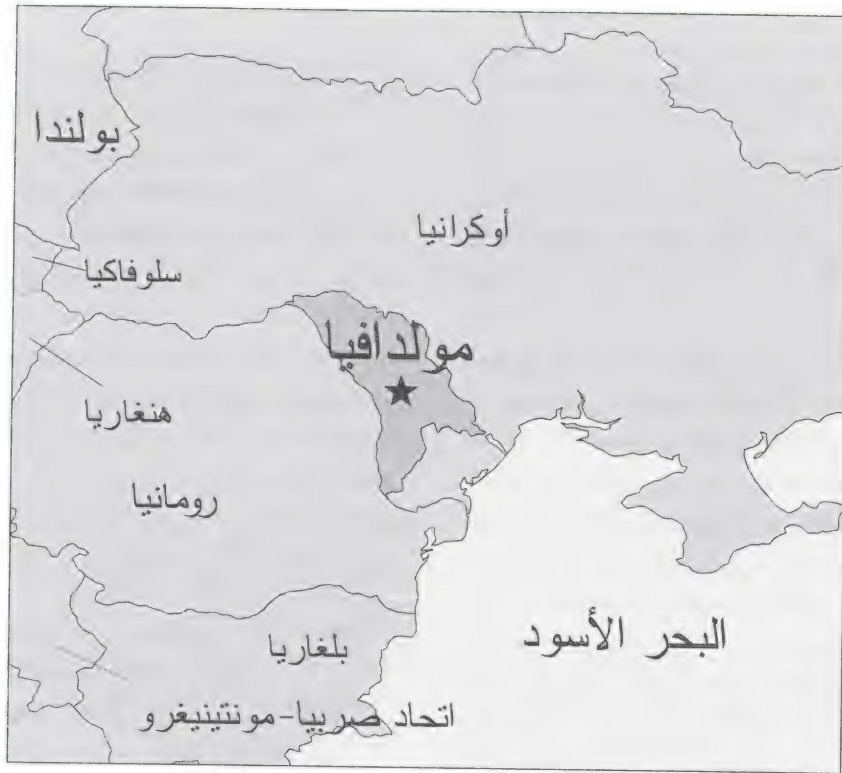 بولندا
أوكرانيا
سلوفاكيا
مولدافيا
هنغاريا
رومانيا
البحر الأسود
بلغاريا
اتحاد صربيا-مونتينيغرو